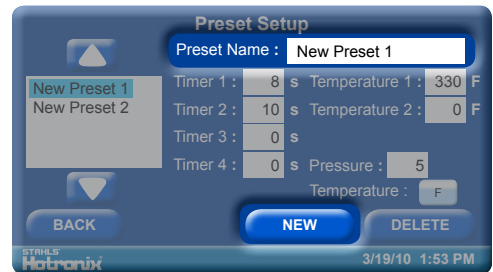 Preset Setup
Preset Name : New Preset 1
New Preset 1
New Preset 2
Timer 1 : 8 s Temperature 1 : 330 F
Timer 2 : 10 s Temperature 2 : 0 F
Timer 3 : 0 s
Timer 4 : 0 s Pressure : 5
Temperature : F
BACK NEW DELETE
STAHLS'
Hotronix 3/19/10 1:53 PM